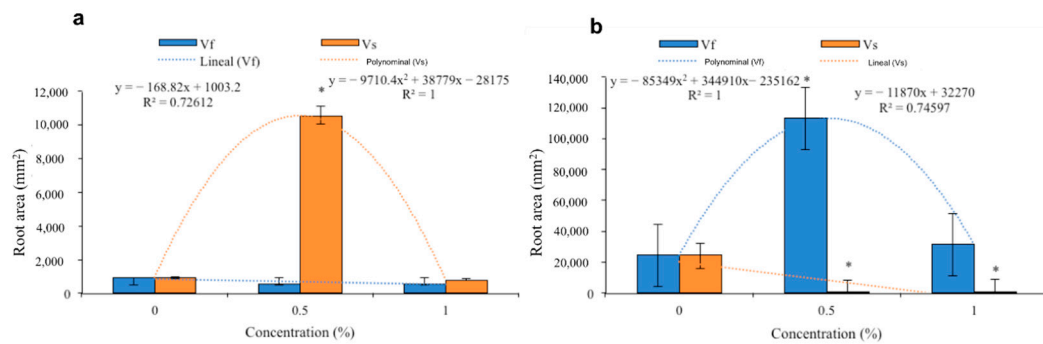 a
Vf Vs
Lineal (Vf) Polynominal (Vs)
y = − 168.82x + 1003.2
R² = 0.72612
*
y = − 9710.4x² + 38779x − 28175
R² = 1
12,000
10,000
8,000
6,000
4,000
2,000
0
Root area (mm²)
0 0.5 1
Concentration (%)
b
Vf Vs
Polynominal (Vf) Lineal (Vs)
y = − 85349x² + 344910x − 235162
R² = 1
*
y = − 11870x + 32270
R² = 0.74597
140,000
120,000
100,000
80,000
60,000
40,000
20,000
0
* *
Root area (mm²)
0 0.5 1
Concentration (%)